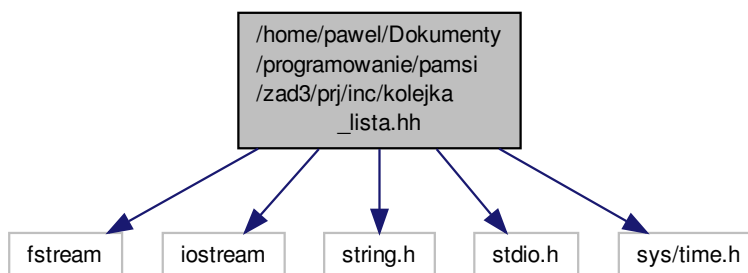 /home/pawel/Dokumenty
/programowanie/pamsi
/zad3/prj/inc/kolejka
_lista.hh
fstream
iostream
string.h
stdio.h
sys/time.h